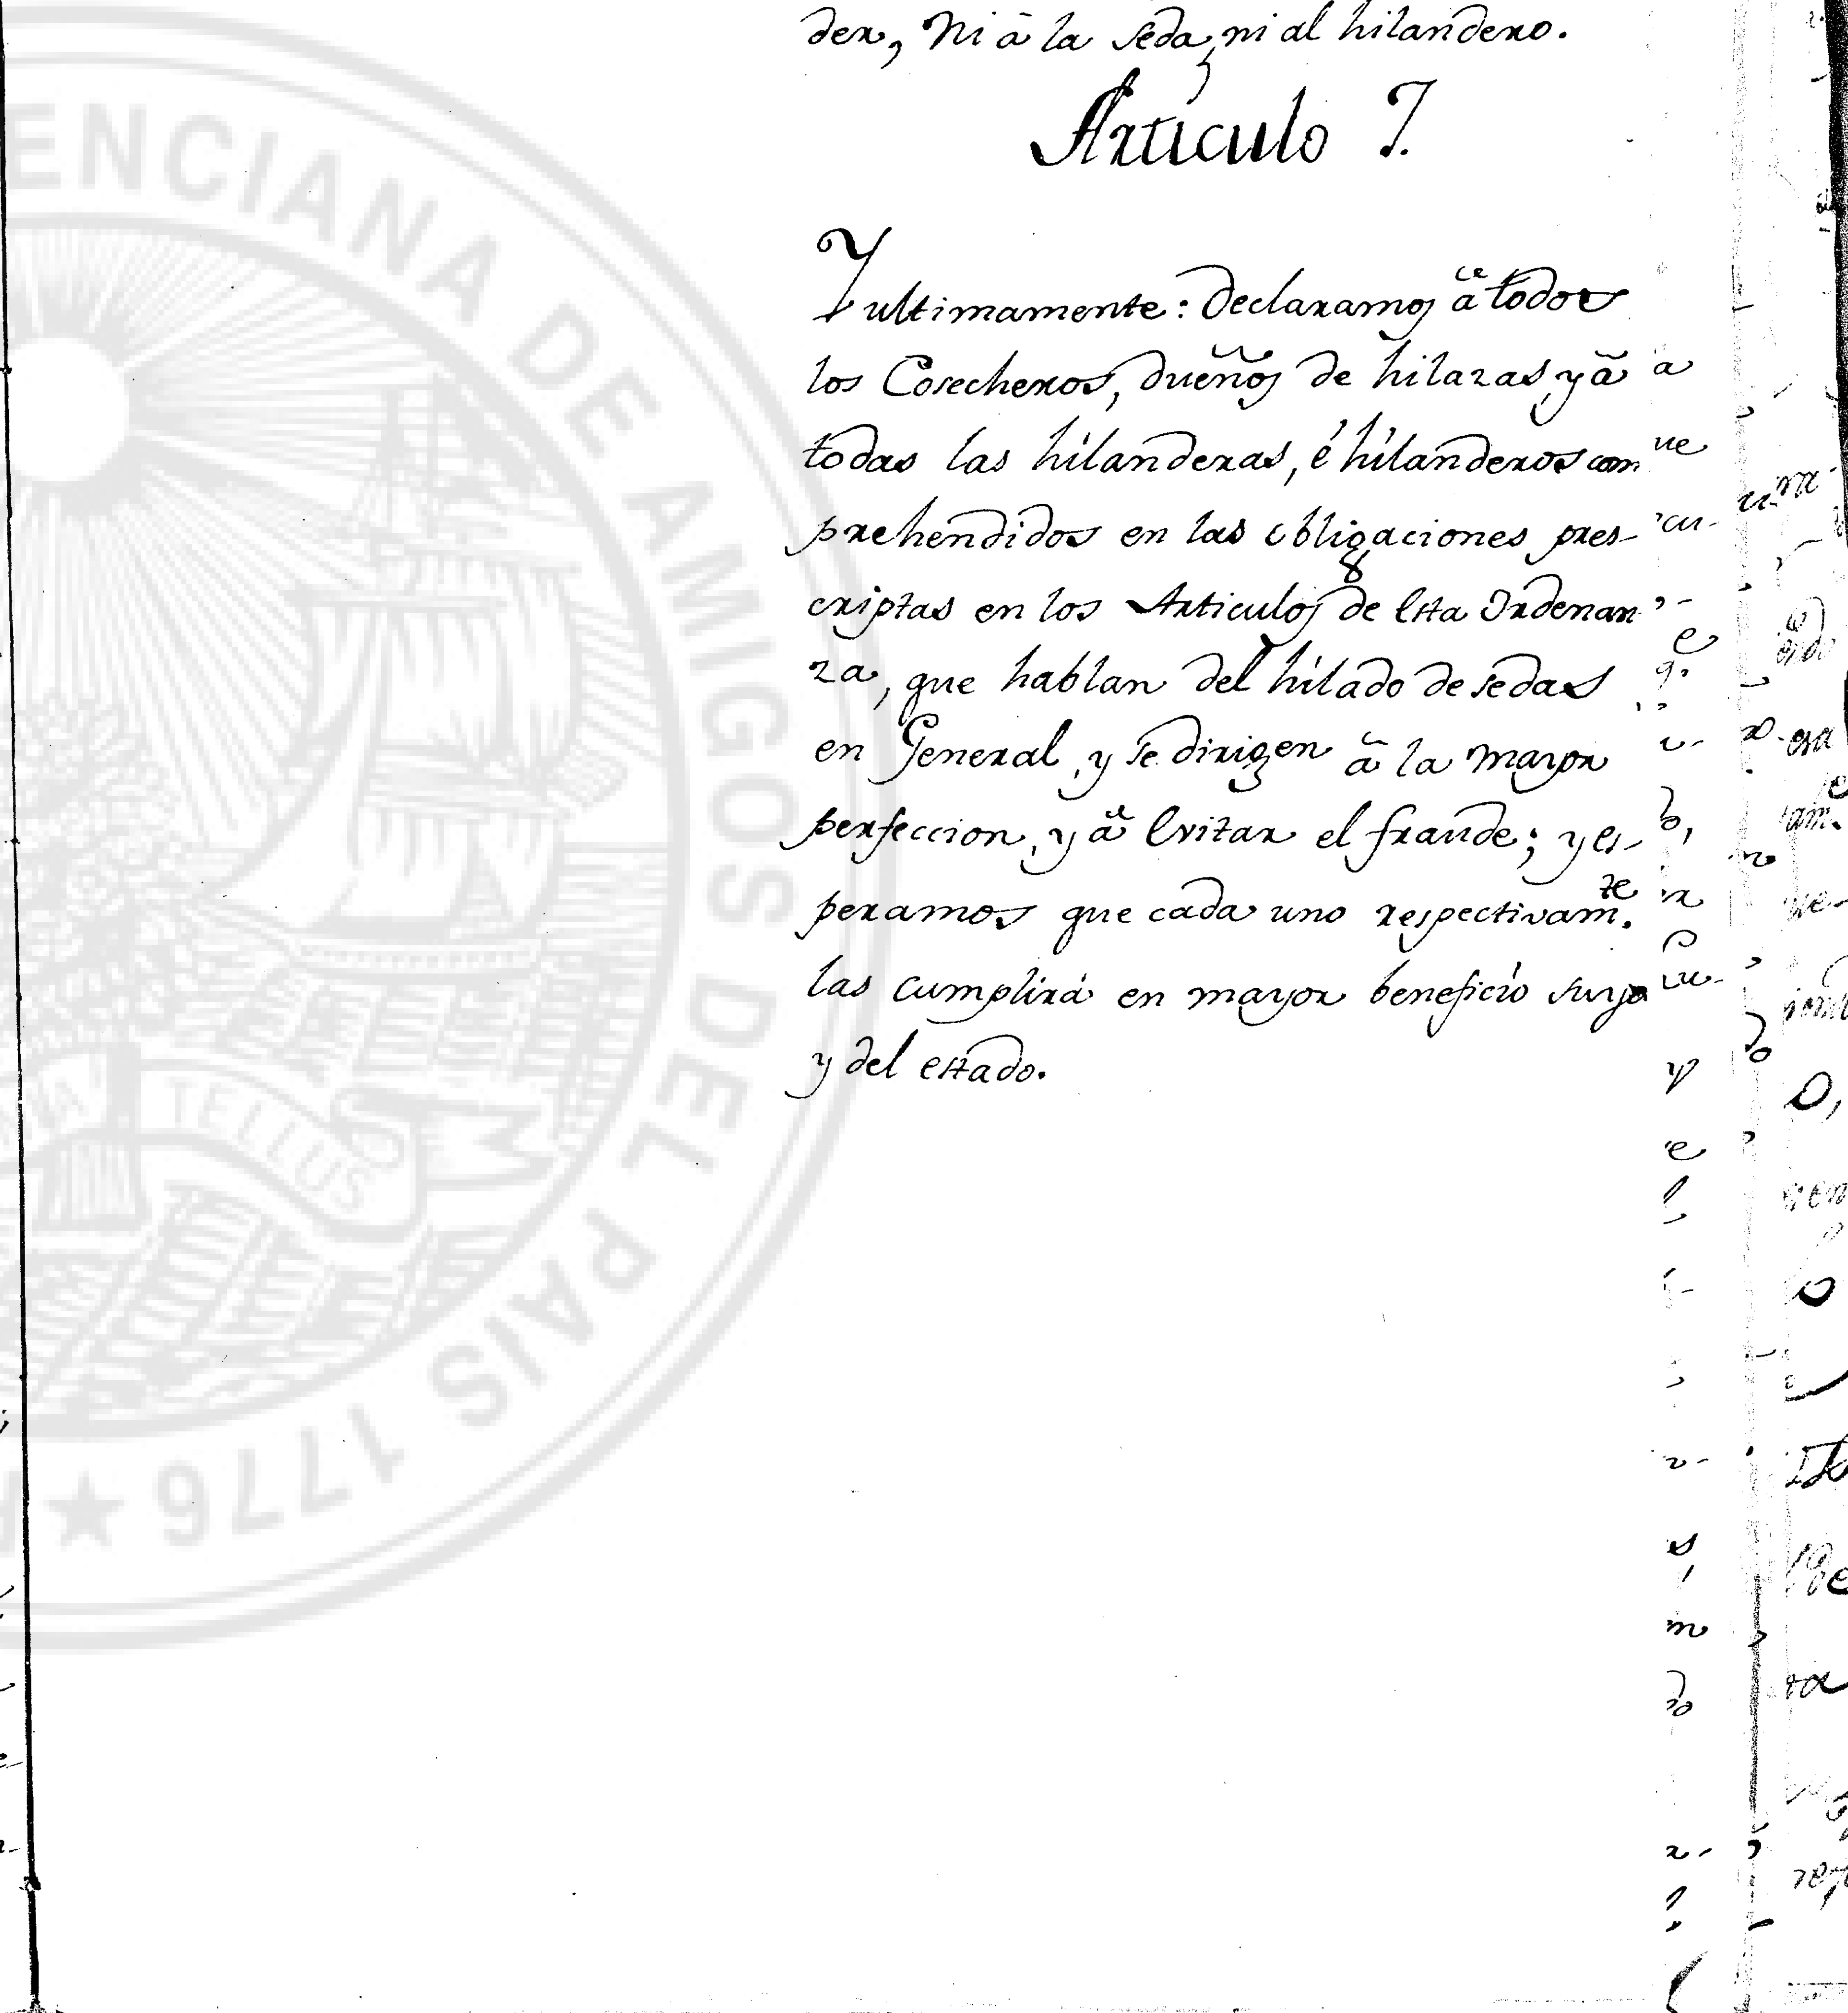 der, ni â la seda, ni al hilandero.
Articulo 7.
Y ultimamente: Declaramos â todos
los Cosecheros, dueños de hilazas, y â
todas las hilanderas, é hilanderos com
prehendidos en las obligaciones pres-
criptas en los Articulos de esta Ordenan
za, que hablan del hilado de sedas
en General, y se dirigen â la mayor
perfeccion, y â evitar el fraude; y es-
peramos que cada uno respectivam.te
las cumplirá en mayor beneficio suyo
y del estado.
ENCIANA DE AMIGOS DEL PAIS 1776
TELLUS